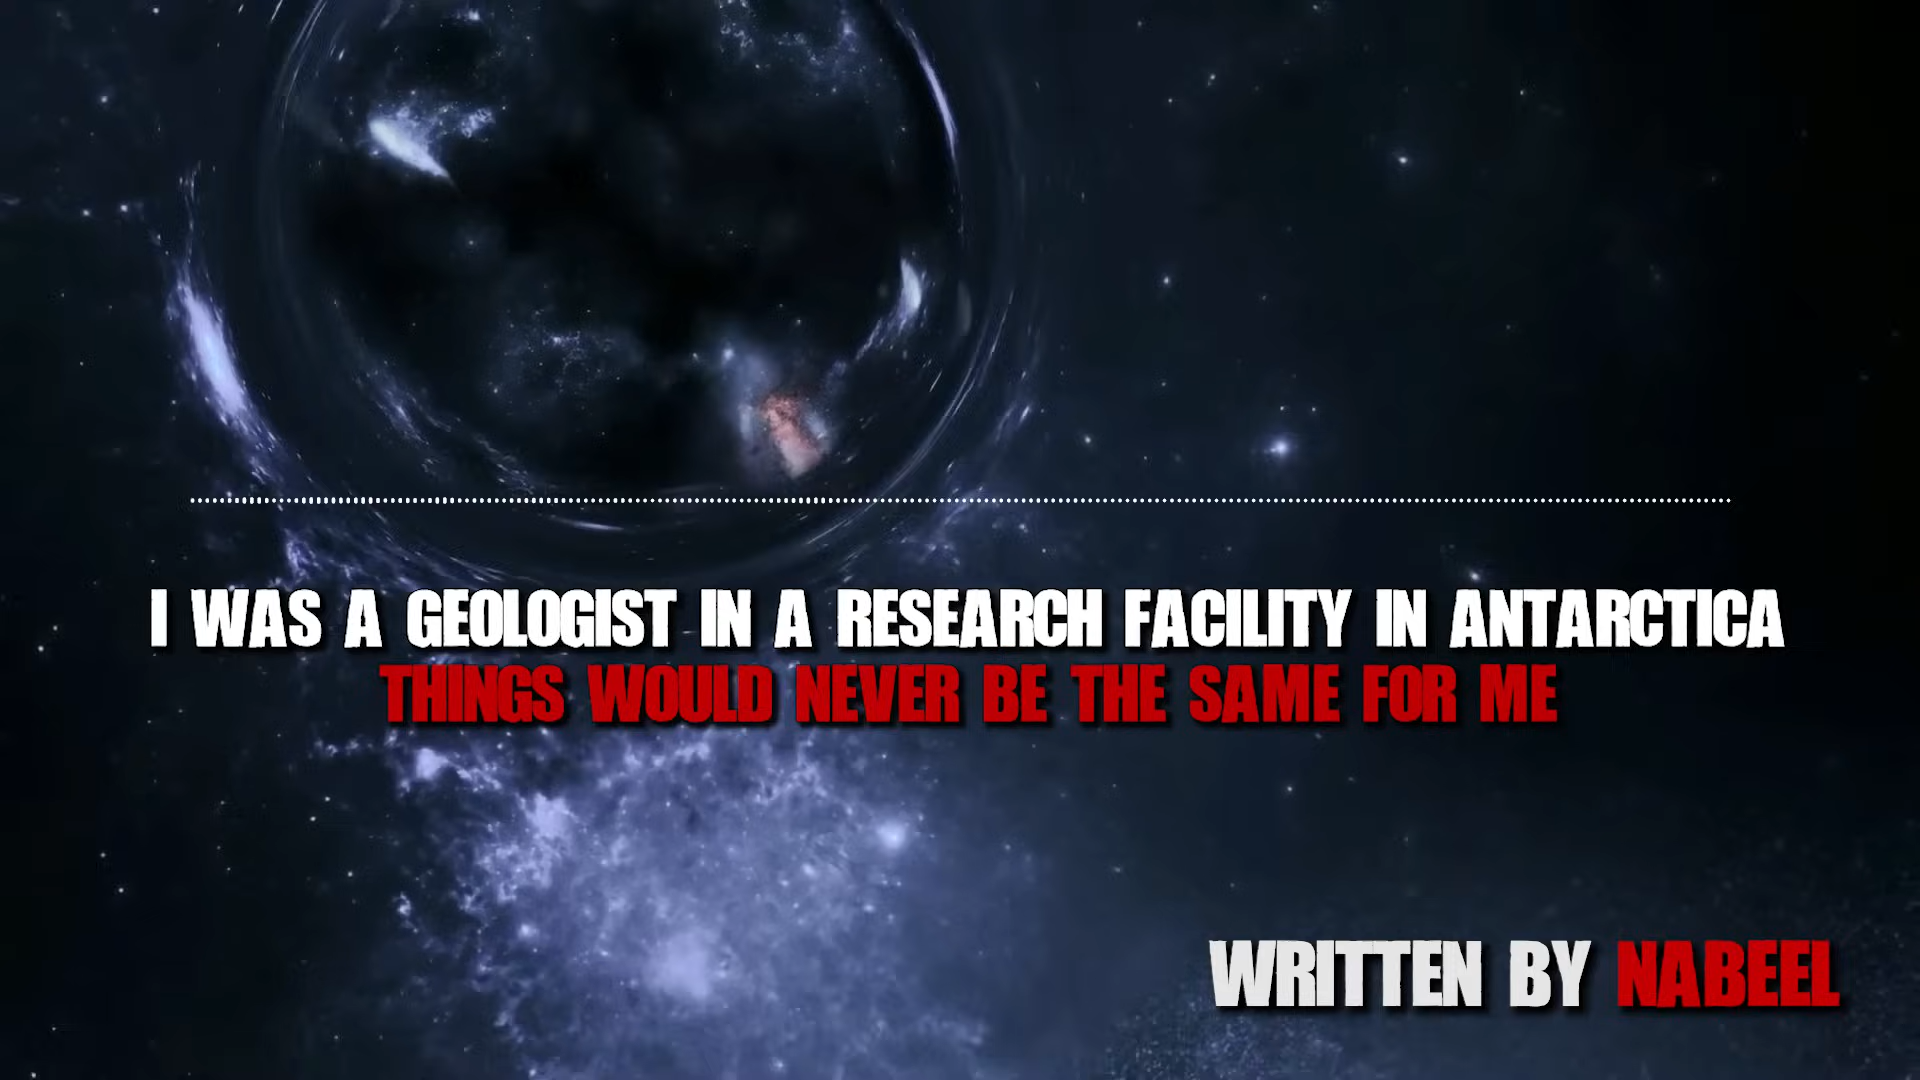 I WAS A GEOLOGIST IN A RESEARCH FACILITY IN ANTARCTICA
THINGS WOULD NEVER BE THE SAME FOR ME
WRITTEN BY NABEEL